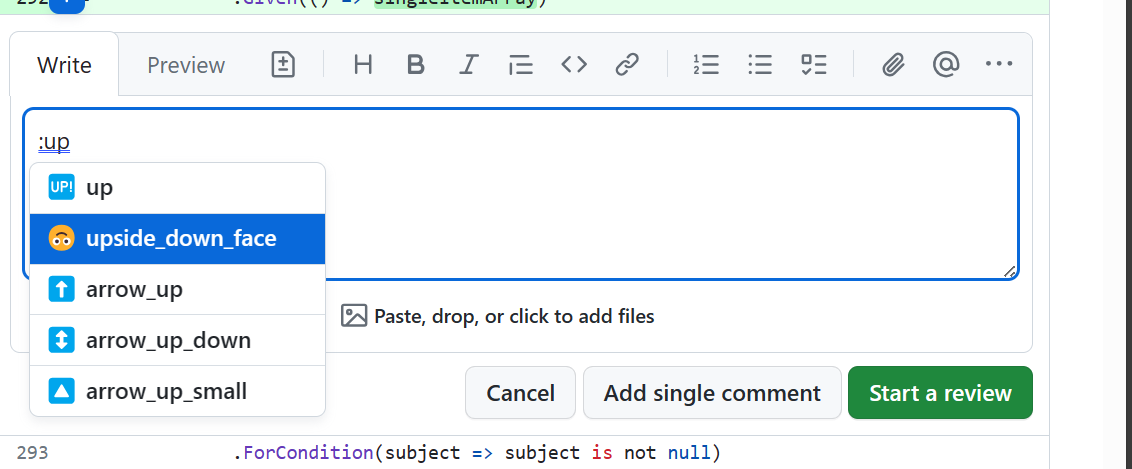 292 .Given(() => singleItemArray)
Write Preview
:up
UP! up
upside_down_face
arrow_up
arrow_up_down
arrow_up_small
Paste, drop, or click to add files
Cancel Add single comment Start a review
293 .ForCondition(subject => subject is not null)